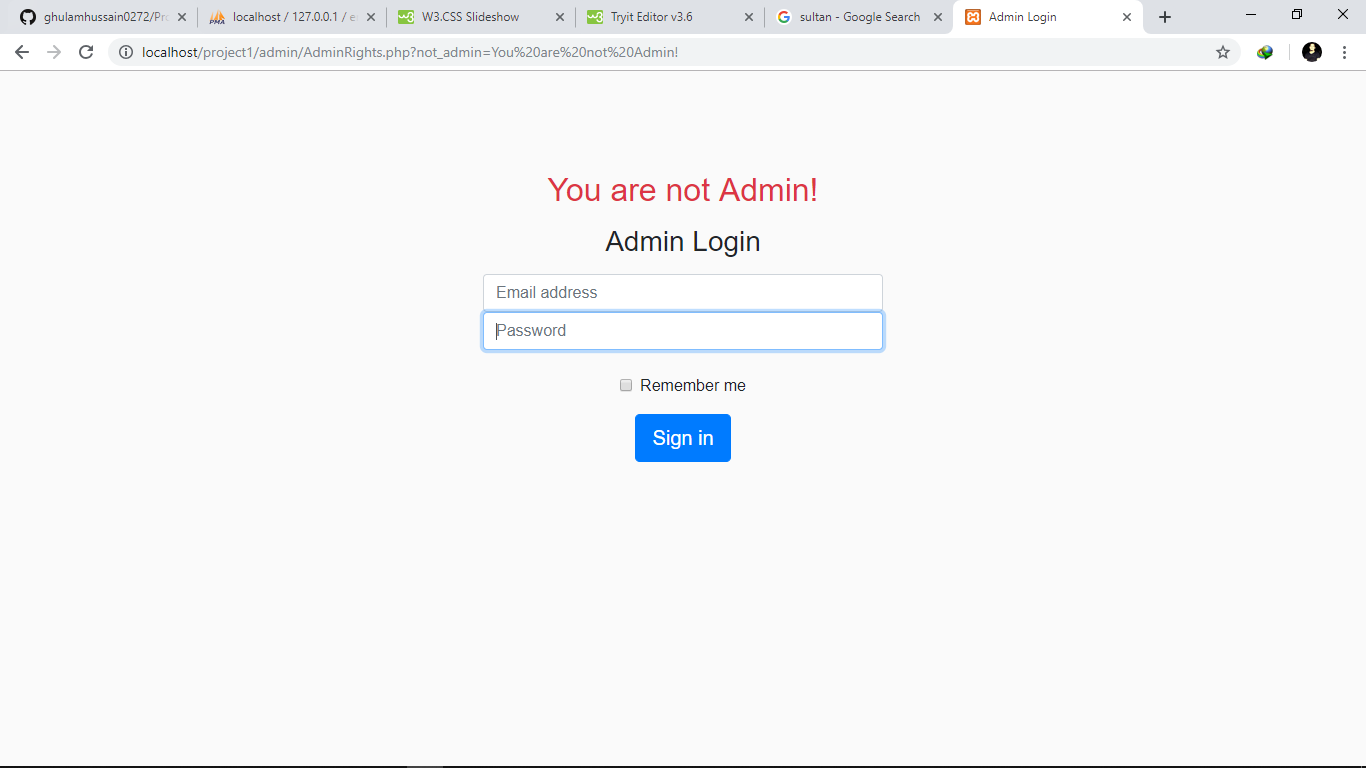 ghulamhussain0272/Pro
localhost / 127.0.0.1 / e
W3.CSS Slideshow
Tryit Editor v3.6
sultan - Google Search
Admin Login
localhost/project1/admin/AdminRights.php?not_admin=You%20are%20not%20Admin!
You are not Admin!
Admin Login
Email address
Password
Remember me
Sign in